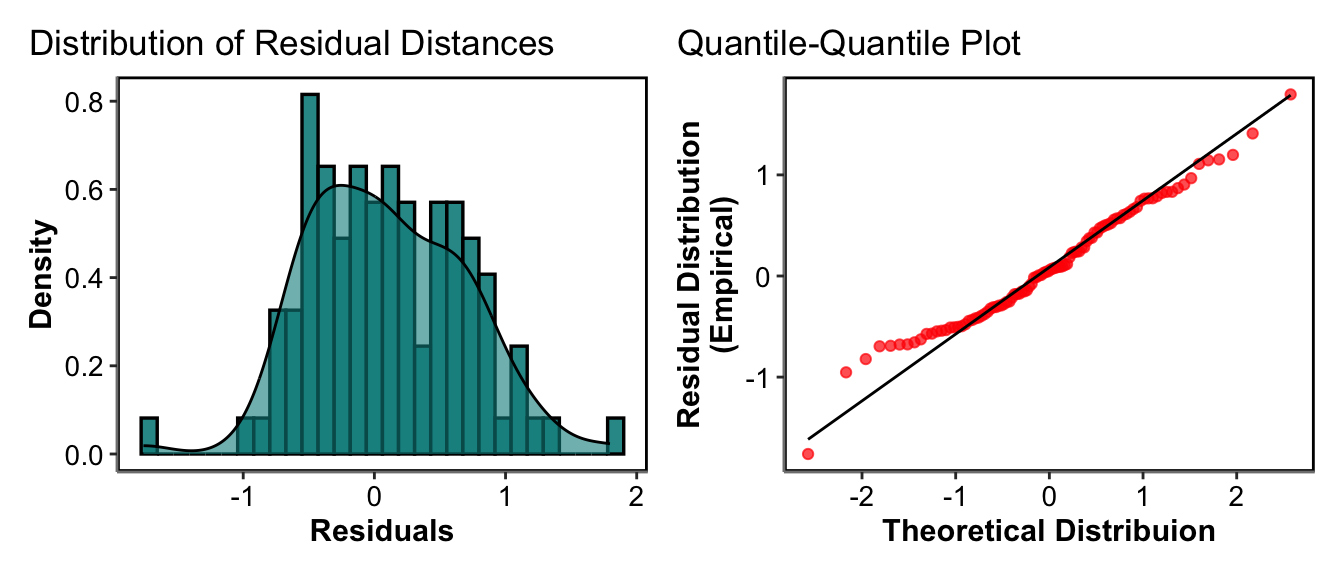 Distribution of Residual Distances
Density
0.8
0.6
0.4
0.2
0.0
-1
0
1
2
Residuals
Quantile-Quantile Plot
Residual Distribution
(Empirical)
1
0
-1
-2
-1
0
1
2
Theoretical Distribuion